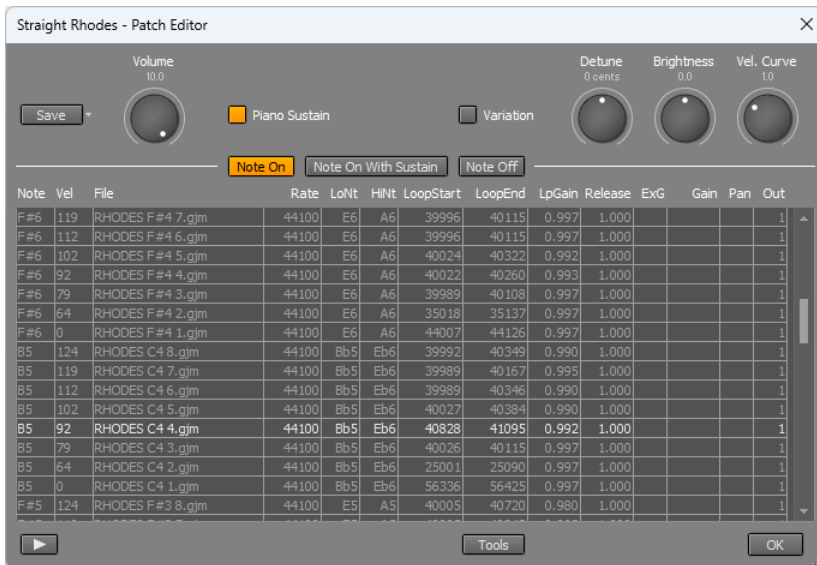 Straight Rhodes - Patch Editor
Volume Detune Brightness Vel. Curve
10.0 0 cents 0.0 1.0
Save Piano Sustain Variation
Note On Note On With Sustain Note Off
Note Vel File Rate LoNt HiNt LoopStart LoopEnd LpGain Release ExG Gain Pan Out
F#6 119 RHODES F#4 7.gjm 44100 E6 A6 39996 40115 0.997 1.000 1
F#6 112 RHODES F#4 6.gjm 44100 E6 A6 39996 40115 0.997 1.000 1
F#6 102 RHODES F#4 5.gjm 44100 E6 A6 40024 40322 0.992 1.000 1
F#6 92 RHODES F#4 4.gjm 44100 E6 A6 40022 40260 0.993 1.000 1
F#6 79 RHODES F#4 3.gjm 44100 E6 A6 39989 40108 0.997 1.000 1
F#6 64 RHODES F#4 2.gjm 44100 E6 A6 35018 35137 0.997 1.000 1
F#6 0 RHODES F#4 1.gjm 44100 E6 A6 44007 44126 0.997 1.000 1
B5 124 RHODES C4 8.gjm 44100 Bb5 Eb6 39992 40349 0.990 1.000 1
B5 119 RHODES C4 7.gjm 44100 Bb5 Eb6 39989 40167 0.995 1.000 1
B5 112 RHODES C4 6.gjm 44100 Bb5 Eb6 39989 40346 0.990 1.000 1
B5 102 RHODES C4 5.gjm 44100 Bb5 Eb6 40027 40384 0.990 1.000 1
B5 92 RHODES C4 4.gjm 44100 Bb5 Eb6 40828 41095 0.992 1.000 1
B5 79 RHODES C4 3.gjm 44100 Bb5 Eb6 40026 40115 0.997 1.000 1
B5 64 RHODES C4 2.gjm 44100 Bb5 Eb6 25001 25090 0.997 1.000 1
B5 0 RHODES C4 1.gjm 44100 Bb5 Eb6 56336 56425 0.997 1.000 1
F#5 124 RHODES F#3 8.gjm 44100 E5 A5 40005 40720 0.980 1.000 1
Tools OK